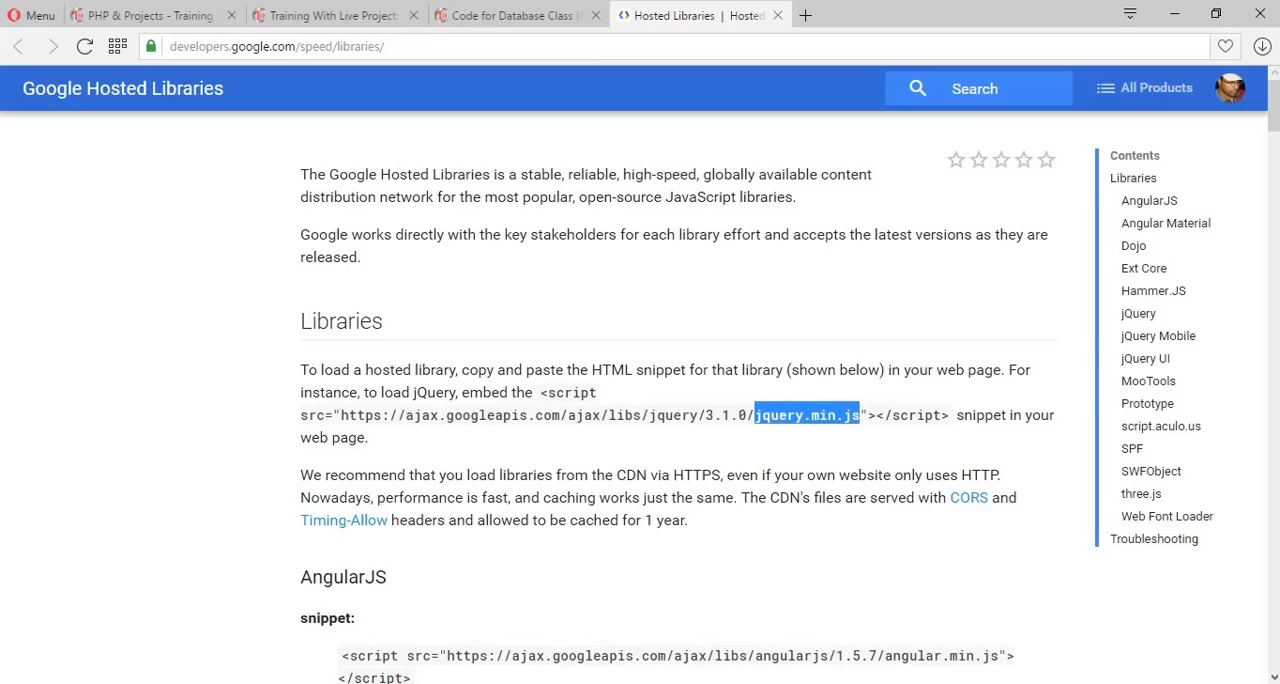 Menu
PHP & Projects - Training
Training With Live Project
Code for Database Class (
Hosted Libraries | Hosted
developers.google.com/speed/libraries/
Google Hosted Libraries
Search
All Products
The Google Hosted Libraries is a stable, reliable, high-speed, globally available content
distribution network for the most popular, open-source JavaScript libraries.
Google works directly with the key stakeholders for each library effort and accepts the latest versions as they are
released.
Libraries
To load a hosted library, copy and paste the HTML snippet for that library (shown below) in your web page. For
instance, to load jQuery, embed the <script
src="https://ajax.googleapis.com/ajax/libs/jquery/3.1.0/jquery.min.js"></script> snippet in your
web page.
We recommend that you load libraries from the CDN via HTTPS, even if your own website only uses HTTP.
Nowadays, performance is fast, and caching works just the same. The CDN's files are served with CORS and
Timing-Allow headers and allowed to be cached for 1 year.
AngularJS
snippet:
<script src="https://ajax.googleapis.com/ajax/libs/angularjs/1.5.7/angular.min.js">
</script>
Contents
Libraries
AngularJS
Angular Material
Dojo
Ext Core
Hammer.JS
jQuery
jQuery Mobile
jQuery UI
MooTools
Prototype
script.aculo.us
SPF
SWFObject
three.js
Web Font Loader
Troubleshooting